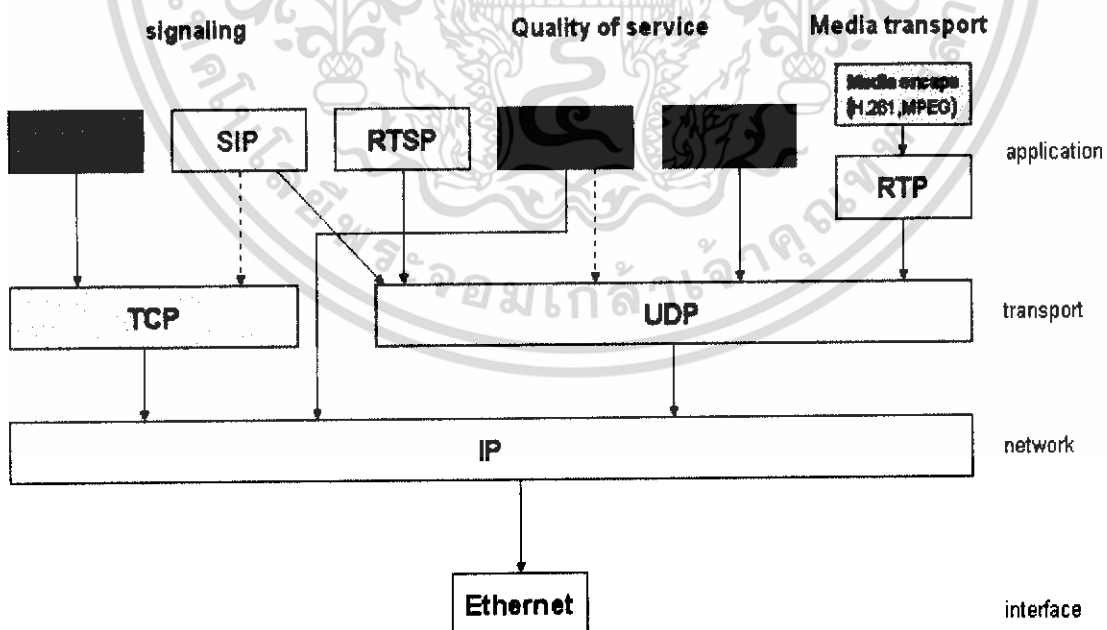 signaling
Quality of service
Media transport
Media encaps
(H.261,MPEG)
SIP
RTSP
application
RTP
TCP
UDP
transport
IP
network
Ethernet
interface